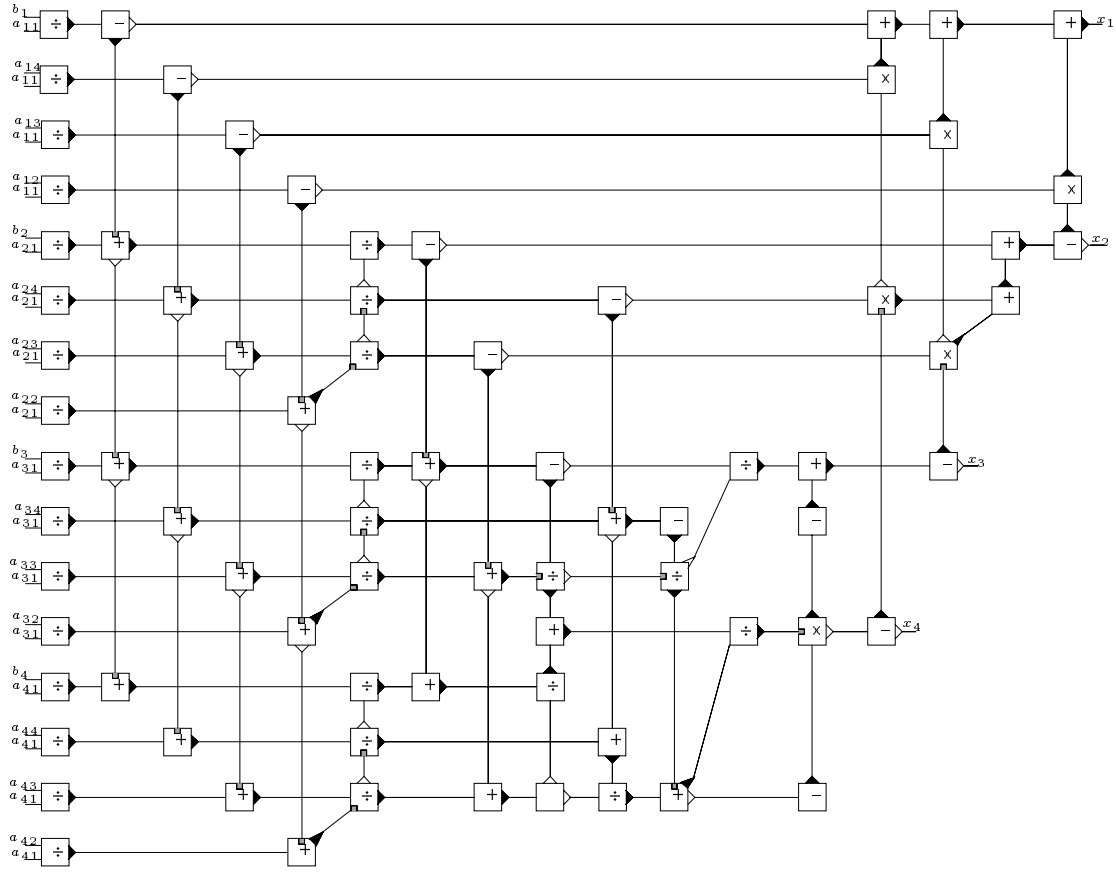 b1
a11 ÷ − + + + x1
a14
a11 ÷ − x
a13
a11 ÷ − x
a12
a11 ÷ − x
b2
a21 ÷ + ÷ − + − x2
a24
a21 ÷ + ÷ − x +
a23
a21 ÷ + ÷ − x
a22
a21 ÷ +
b3
a31 ÷ + ÷ + − ÷ + − x3
a34
a31 ÷ + ÷ + − −
a33
a31 ÷ + ÷ + ÷ ÷
a32
a31 ÷ + + ÷ x − x4
b4
a41 ÷ + ÷ + ÷
a44
a41 ÷ + ÷ +
a43
a41 ÷ + ÷ + ÷ + −
a42
a41 ÷ +